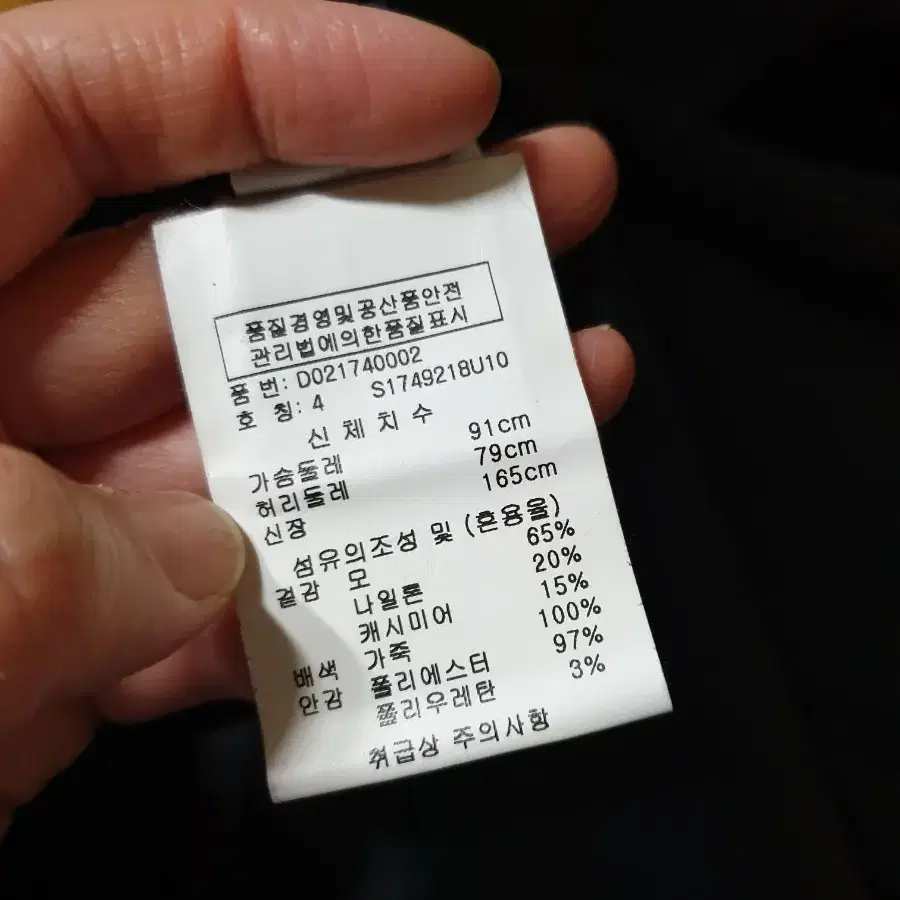 품질경영및공산품안전
관리법에의한품질표시
품 번: D021740002
호 칭: 4 S1749218U10
신 체 치 수
가슴둘레 91cm
허리둘레 79cm
신장 165cm
섬유의조성 및 (혼용율)
겉감 모 65%
나일론 20%
캐시미어 15%
배색 가죽 100%
안감 폴리에스터 97%
폴리우레탄 3%
취급상 주의사항